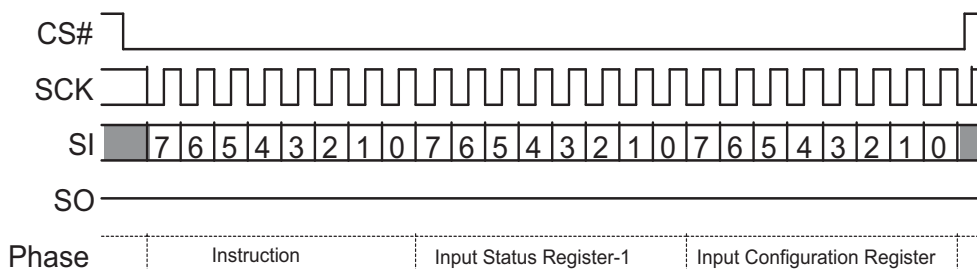 CS#
SCK
SI 7 6 5 4 3 2 1 0 7 6 5 4 3 2 1 0 7 6 5 4 3 2 1 0
SO
Phase Instruction Input Status Register-1 Input Configuration Register